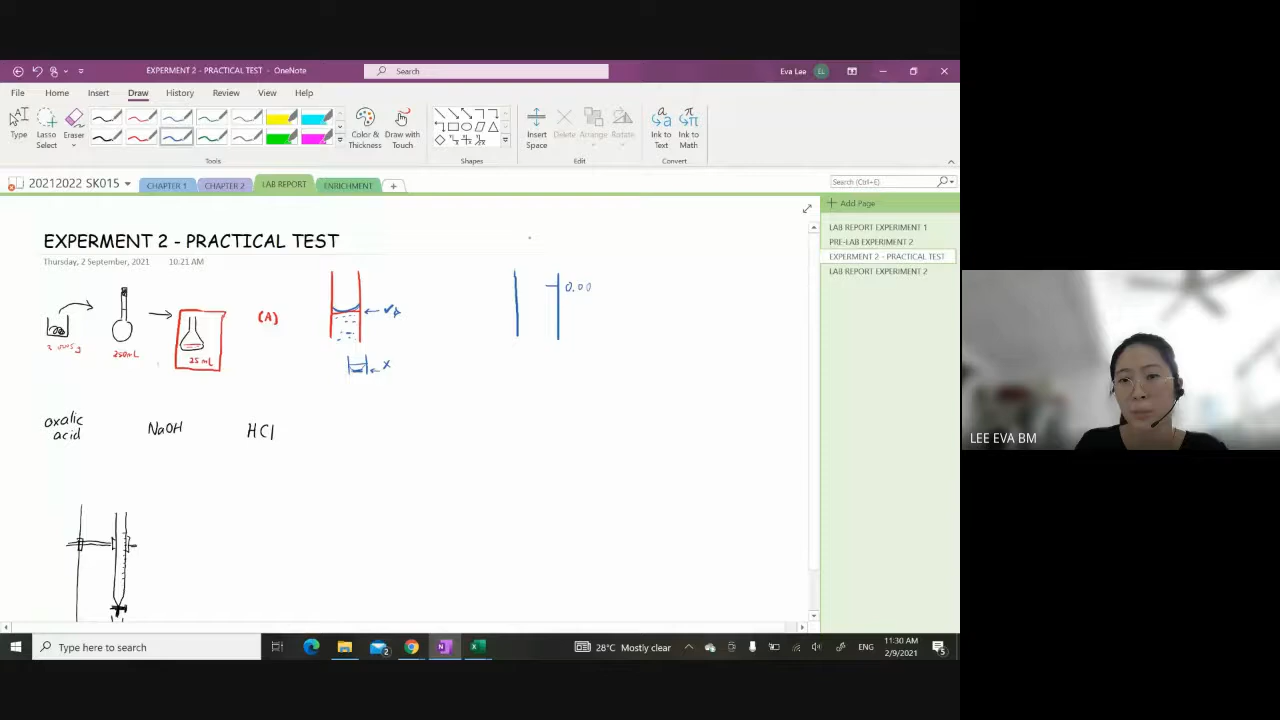 EXPERMENT 2 - PRACTICAL TEST - OneNote
Search
Eva Lee
EL
File
Home
Insert
Draw
History
Review
View
Help
Type
Lasso
Select
Eraser
Color &
Thickness
Draw with
Touch
Insert
Space
Delete
Arrange
Rotate
Ink to
Text
Ink to
Math
Tools
Shapes
Edit
Convert
20212022 SK015
CHAPTER 1
CHAPTER 2
LAB REPORT
ENRICHMENT
Search (Ctrl+E)
Add Page
LAB REPORT EXPERIMENT 1
PRE-LAB EXPERIMENT 2
EXPERMENT 2 - PRACTICAL TEST
LAB REPORT EXPERIMENT 2
EXPERMENT 2 - PRACTICAL TEST
Thursday, 2 September, 2021
10:21 AM
250mL
25 mL
(A)
0.00
oxalic
acid
NaOH
HCl
LEE EVA BM
Type here to search
2
28°C Mostly clear
ENG
11:30 AM
2/9/2021
5